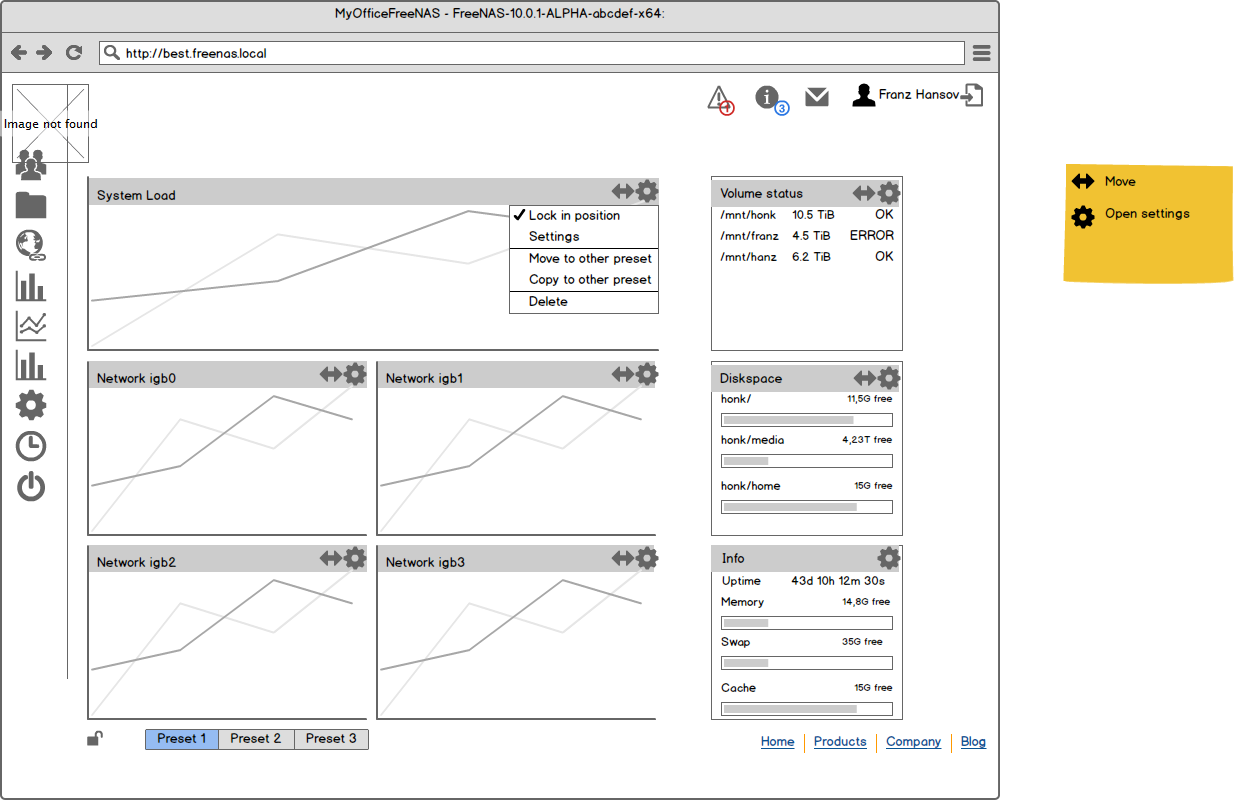 MyOfficeFreeNAS - FreeNAS-10.0.1-ALPHA-abcdef-x64:
http://best.freenas.local
3
Franz Hansov
Image not found
System Load
Lock in position
Settings
Move to other preset
Copy to other preset
Delete
Volume status
/mnt/honk 10.5 TiB OK
/mnt/franz 4.5 TiB ERROR
/mnt/hanz 6.2 TiB OK
Move
Open settings
Network igb0
Network igb1
Diskspace
honk/ 11,5G free
honk/media 4,23T free
honk/home 15G free
Network igb2
Network igb3
Info
Uptime 43d 10h 12m 30s
Memory 14,8G free
Swap 35G free
Cache 15G free
Preset 1 Preset 2 Preset 3
Home Products Company Blog